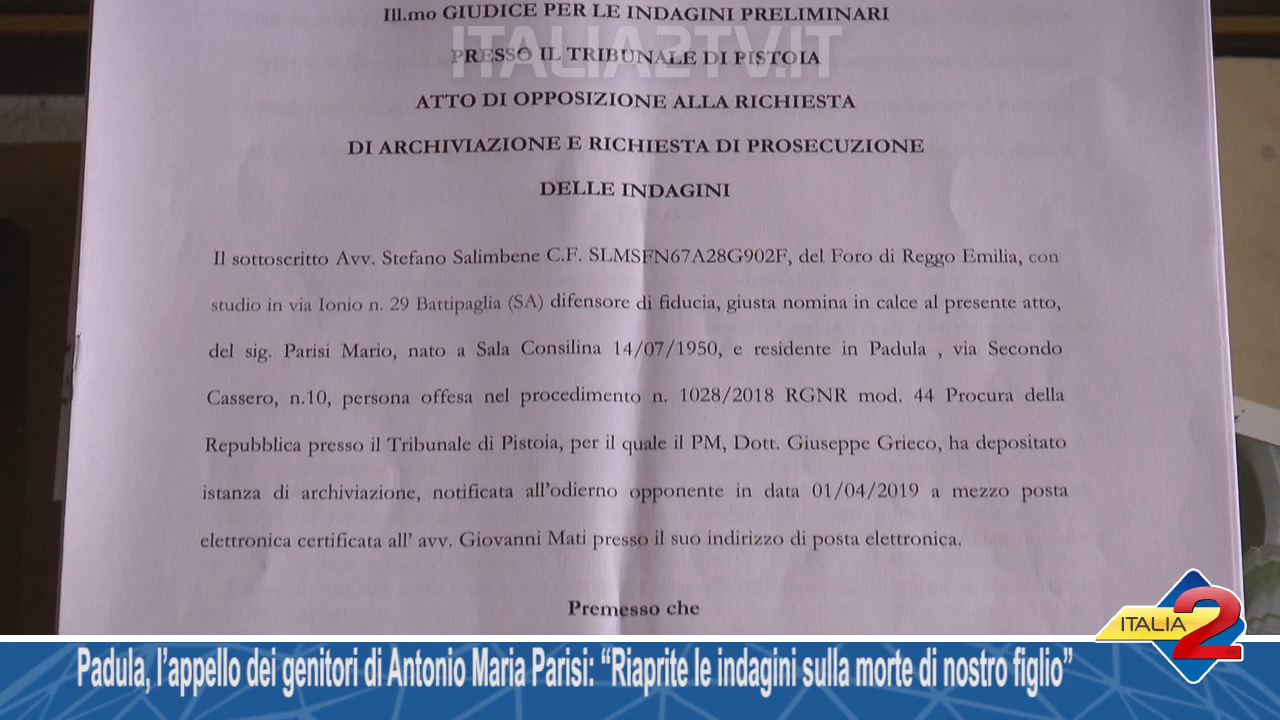 Ill.mo GIUDICE PER LE INDAGINI PRELIMINARI
ITALIA2TV.IT
PRESSO IL TRIBUNALE DI PISTOIA
ATTO DI OPPOSIZIONE ALLA RICHIESTA
DI ARCHIVIAZIONE E RICHIESTA DI PROSECUZIONE
DELLE INDAGINI
Il sottoscritto Avv. Stefano Salimbene C.F. SLMSFN67A28G902F, del Foro di Reggo Emilia, con
studio in via Ionio n. 29 Battipaglia (SA) difensore di fiducia, giusta nomina in calce al presente atto,
del sig. Parisi Mario, nato a Sala Consilina 14/07/1950, e residente in Padula , via Secondo
Cassero, n.10, persona offesa nel procedimento n. 1028/2018 RGNR mod. 44 Procura della
Repubblica presso il Tribunale di Pistoia, per il quale il PM, Dott. Giuseppe Grieco, ha depositato
istanza di archiviazione, notificata all'odierno opponente in data 01/04/2019 a mezzo posta
elettronica certificata all' avv. Giovanni Mati presso il suo indirizzo di posta elettronica.
Premesso che
ITALIA 2
Padula, l'appello dei genitori di Antonio Maria Parisi: “Riaprite le indagini sulla morte di nostro figlio”